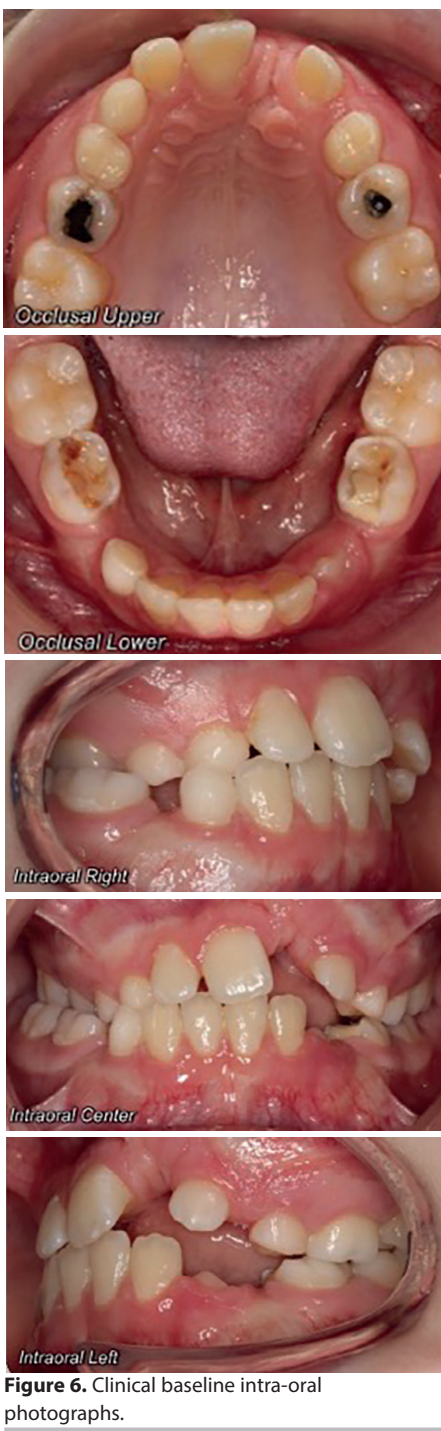 Occlusal Upper
Occlusal Lower
Intraoral Right
Intraoral Center
Intraoral Left
Figure 6. Clinical baseline intra-oral
photographs.